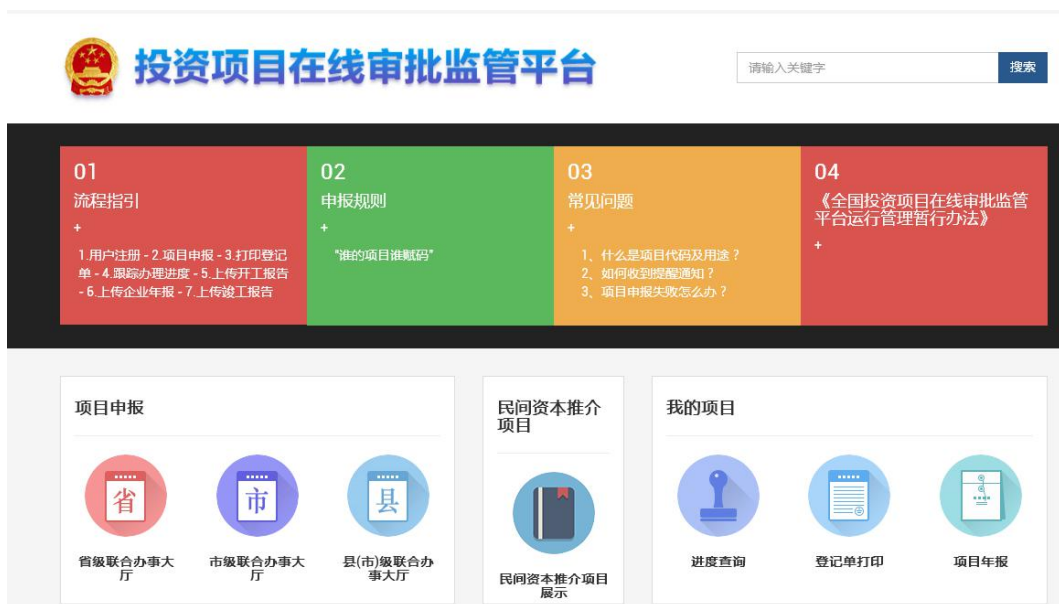 投资项目在线审批监管平台
请输入关键字
搜索
01
流程指引
+
1.用户注册 - 2.项目申报 - 3.打印登记
单 - 4.跟踪办理进度 - 5.上传开工报告
- 6.上传企业年报 - 7.上传竣工报告
02
申报规则
+
"谁的项目谁赋码"
03
常见问题
+
1、什么是项目代码及用途？
2、如何收到提醒通知？
3、项目申报失败怎么办？
04
《全国投资项目在线审批监管
平台运行管理暂行办法》
+
项目申报
省
省级联合办事大
厅
市
市级联合办事大
厅
县
县(市)级联合办
事大厅
民间资本推介
项目
民间资本推介项目
展示
我的项目
进度查询
登记单打印
项目年报